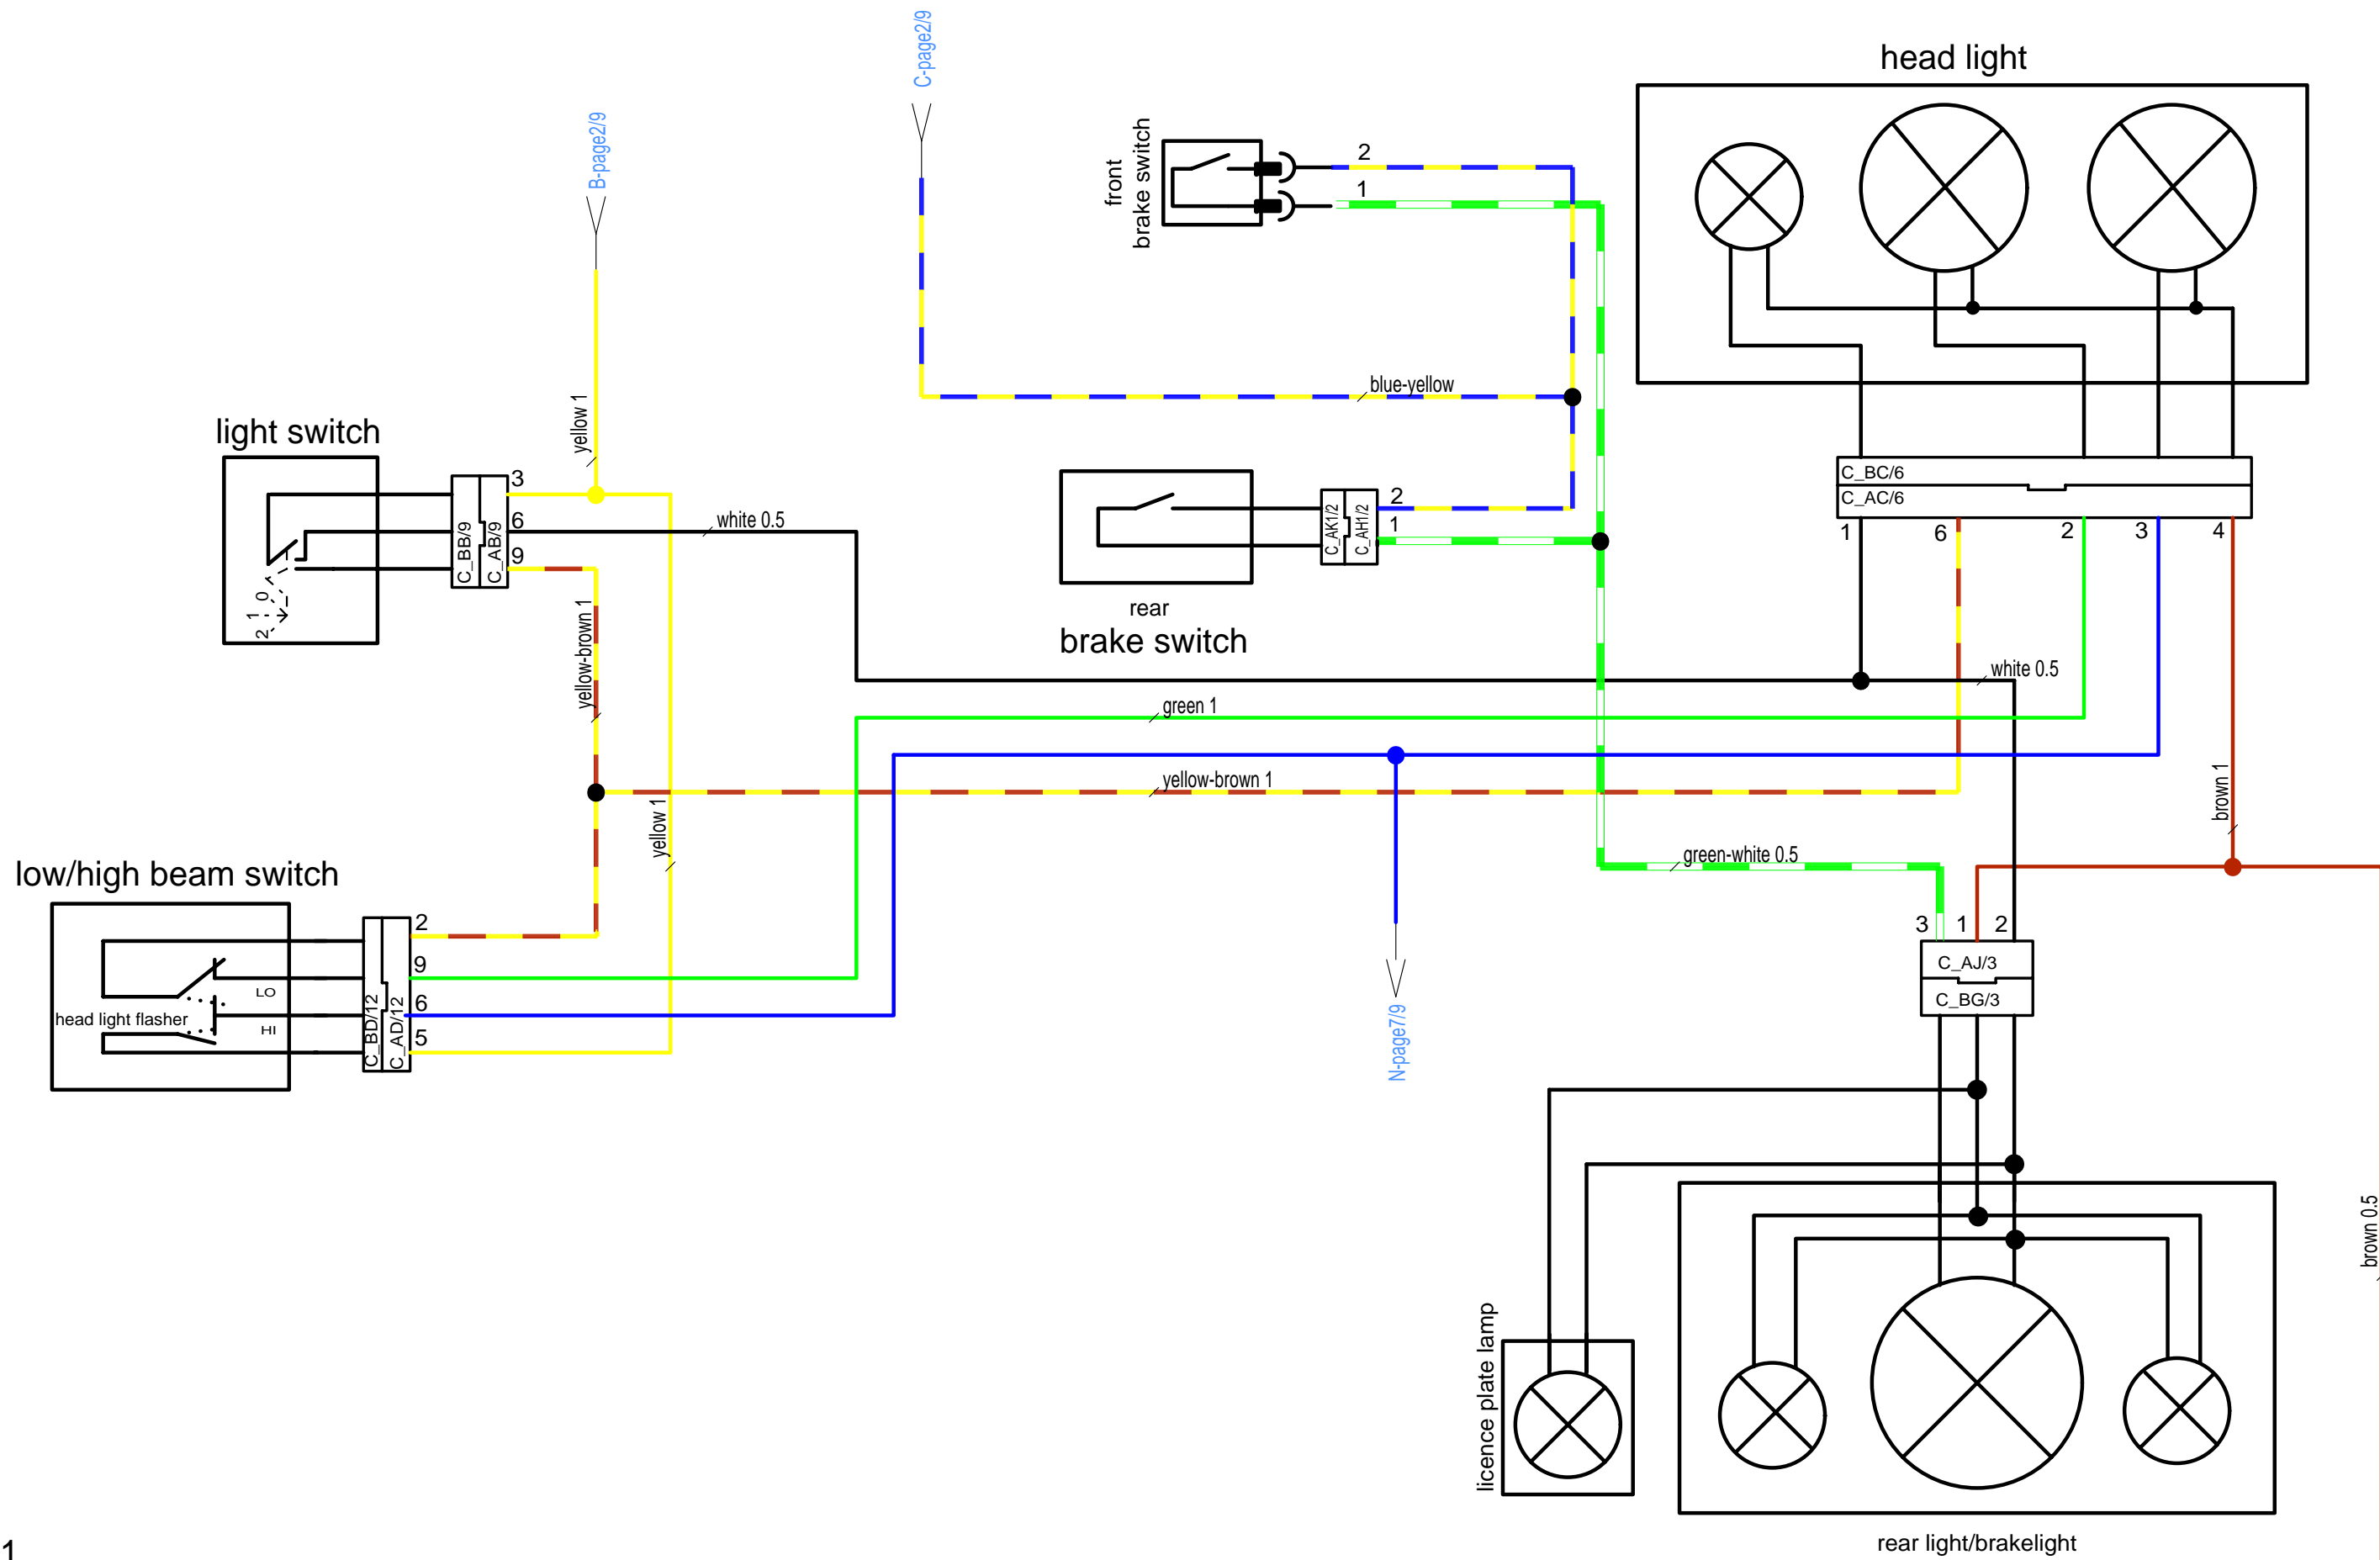 C-page2/9
head light
B-page2/9
front
brake switch
2
1
blue-yellow
yellow 1
light switch
C_BB/9
C_AB/9
3
6
9
white 0.5
0
1
2
C_AK1/2
C_AH1/2
2
1
rear
brake switch
C_BC/6
C_AC/6
1
6
2
3
4
yellow-brown 1
white 0.5
green 1
yellow-brown 1
yellow 1
brown 1
green-white 0.5
low/high beam switch
LO
head light flasher
HI
C_BD/12
C_AD/12
2
9
6
5
3
1
2
C_AJ/3
C_BG/3
N-page7/9
brown 0.5
licence plate lamp
rear light/brakelight
1